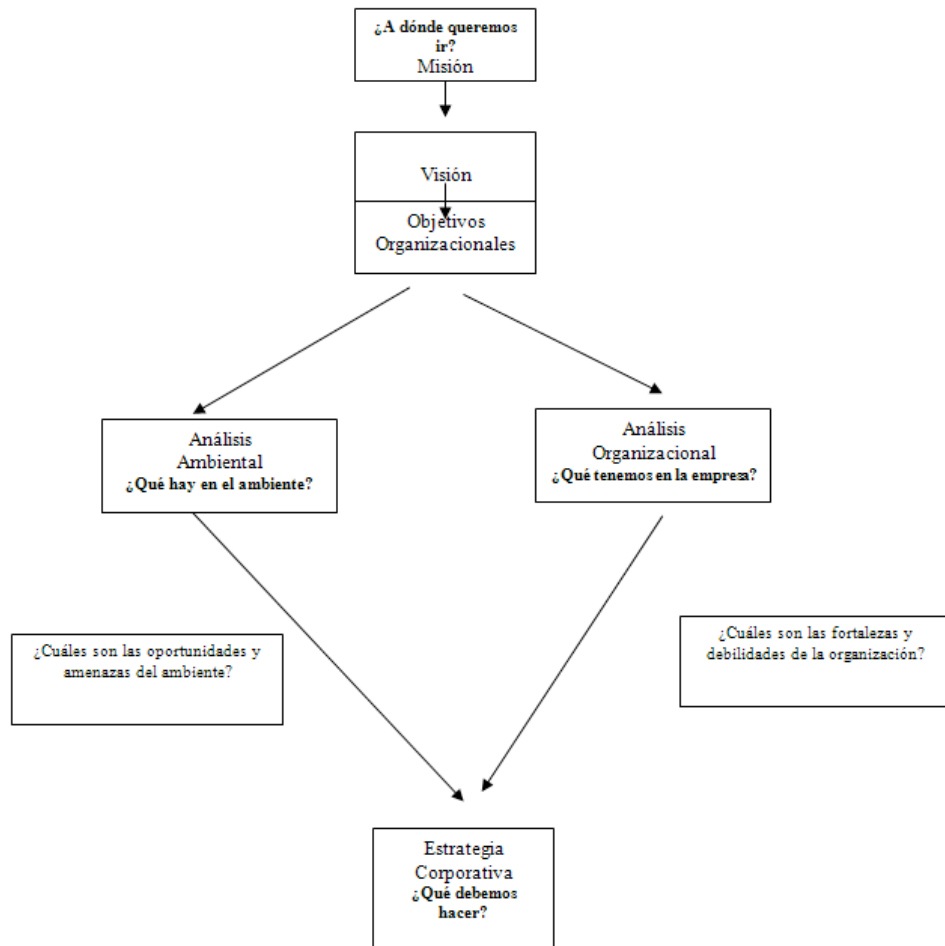 ¿A dónde queremos
ir?
Misión
Visión
Objetivos
Organizacionales
Análisis
Ambiental
¿Qué hay en el ambiente?
Análisis
Organizacional
¿Qué tenemos en la empresa?
¿Cuáles son las oportunidades y
amenazas del ambiente?
¿Cuáles son las fortalezas y
debilidades de la organización?
Estrategia
Corporativa
¿Qué debemos
hacer?